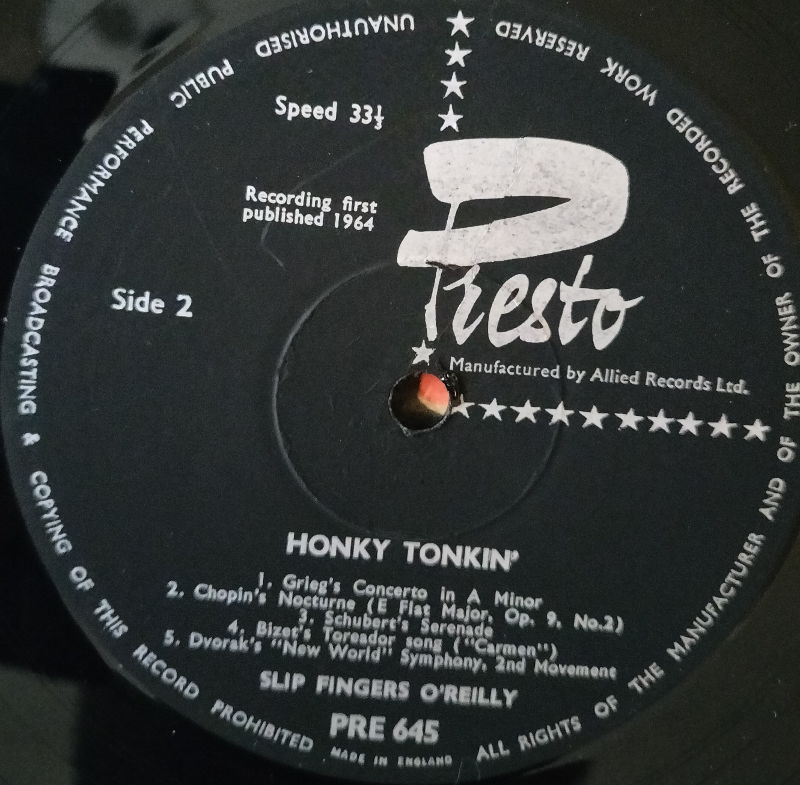 Speed 33⅓
Recording first
published 1964
Side 2
Presto
Manufactured by Allied Records Ltd.
HONKY TONKIN'
1. Grieg's Concerto in A Minor
2. Chopin's Nocturne (E Flat Major, Op. 9, No.2)
3. Schubert's Serenade
4. Bizet's Toreador song ("Carmen")
5. Dvorak's "New World" Symphony, 2nd Movement
SLIP FINGERS O'REILLY
PRE 645
MADE IN ENGLAND
ALL RIGHTS OF THE MANUFACTURER AND OF THE OWNER OF THE RECORDED WORK RESERVED
UNAUTHORISED PUBLIC PERFORMANCE BROADCASTING & COPYING OF THIS RECORD PROHIBITED